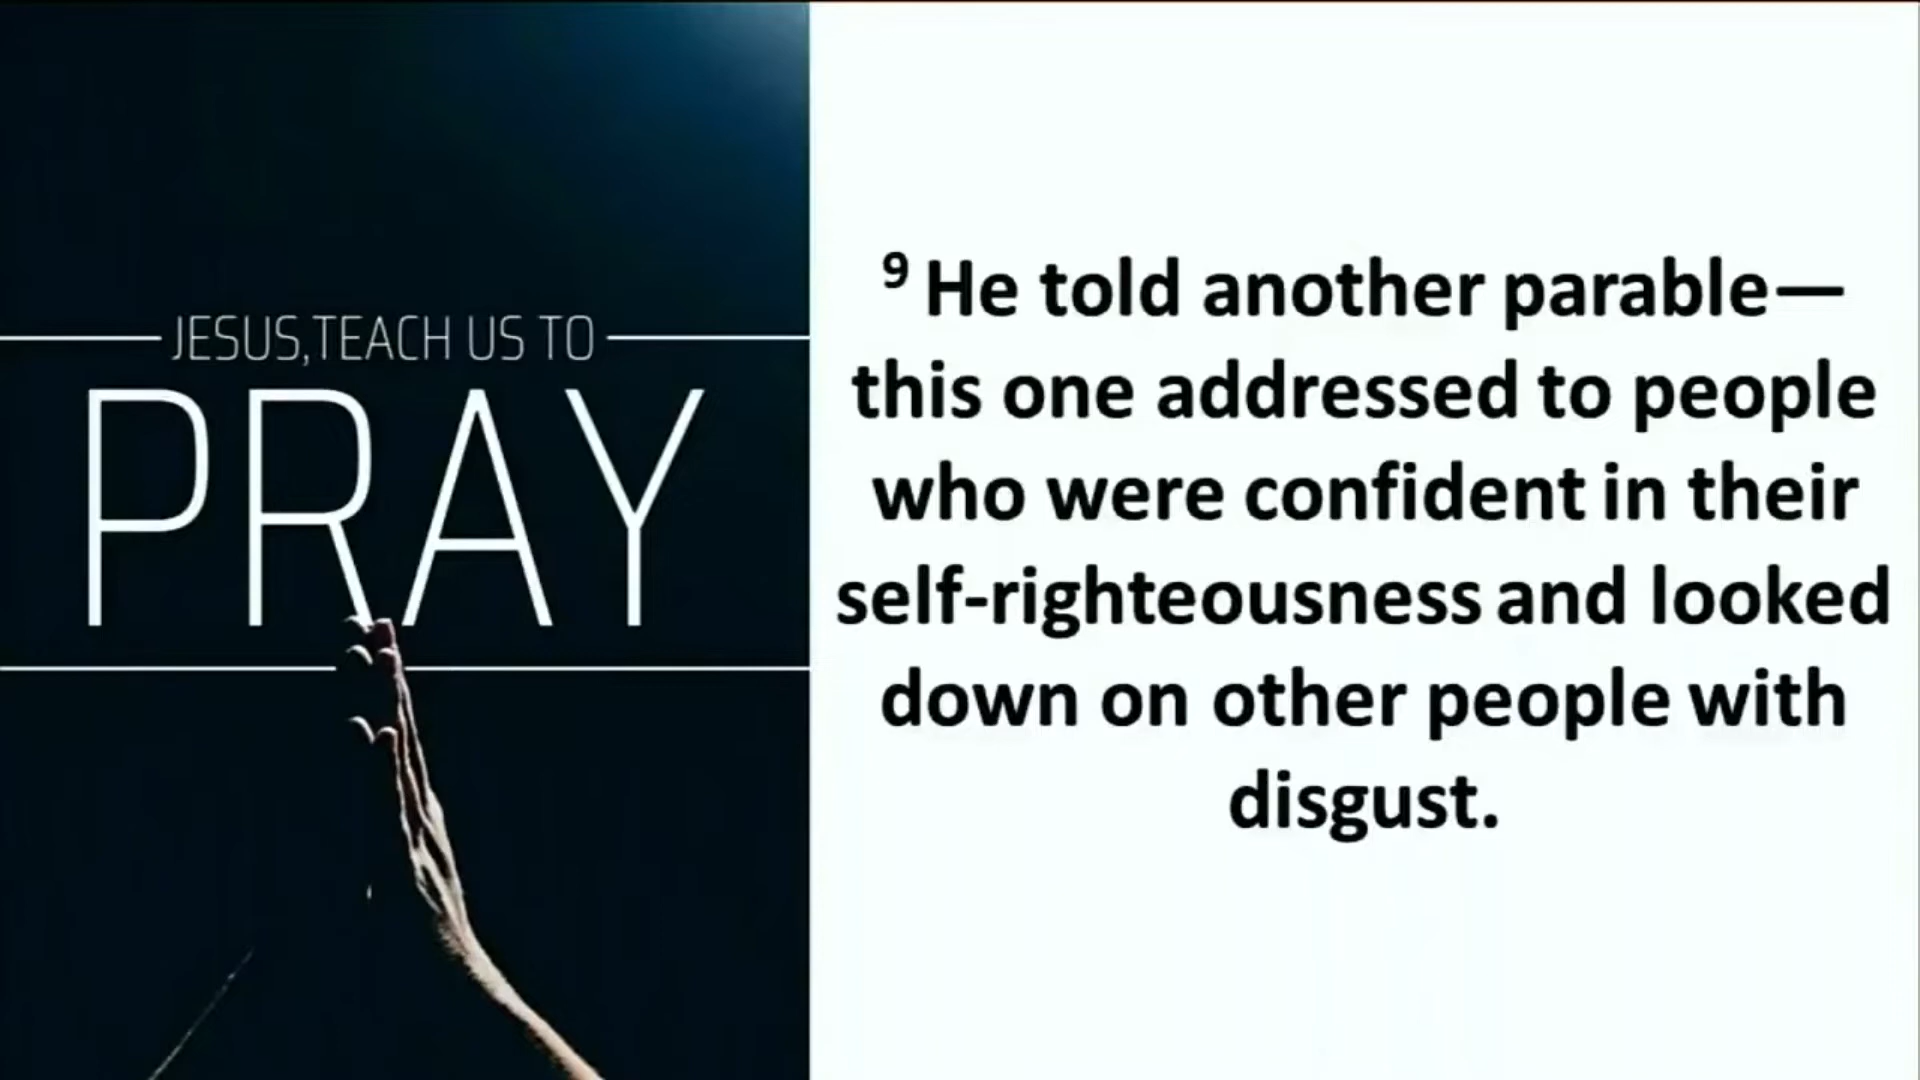 JESUS,TEACH US TO
PRAY
⁹ He told another parable—
this one addressed to people
who were confident in their
self-righteousness and looked
down on other people with
disgust.